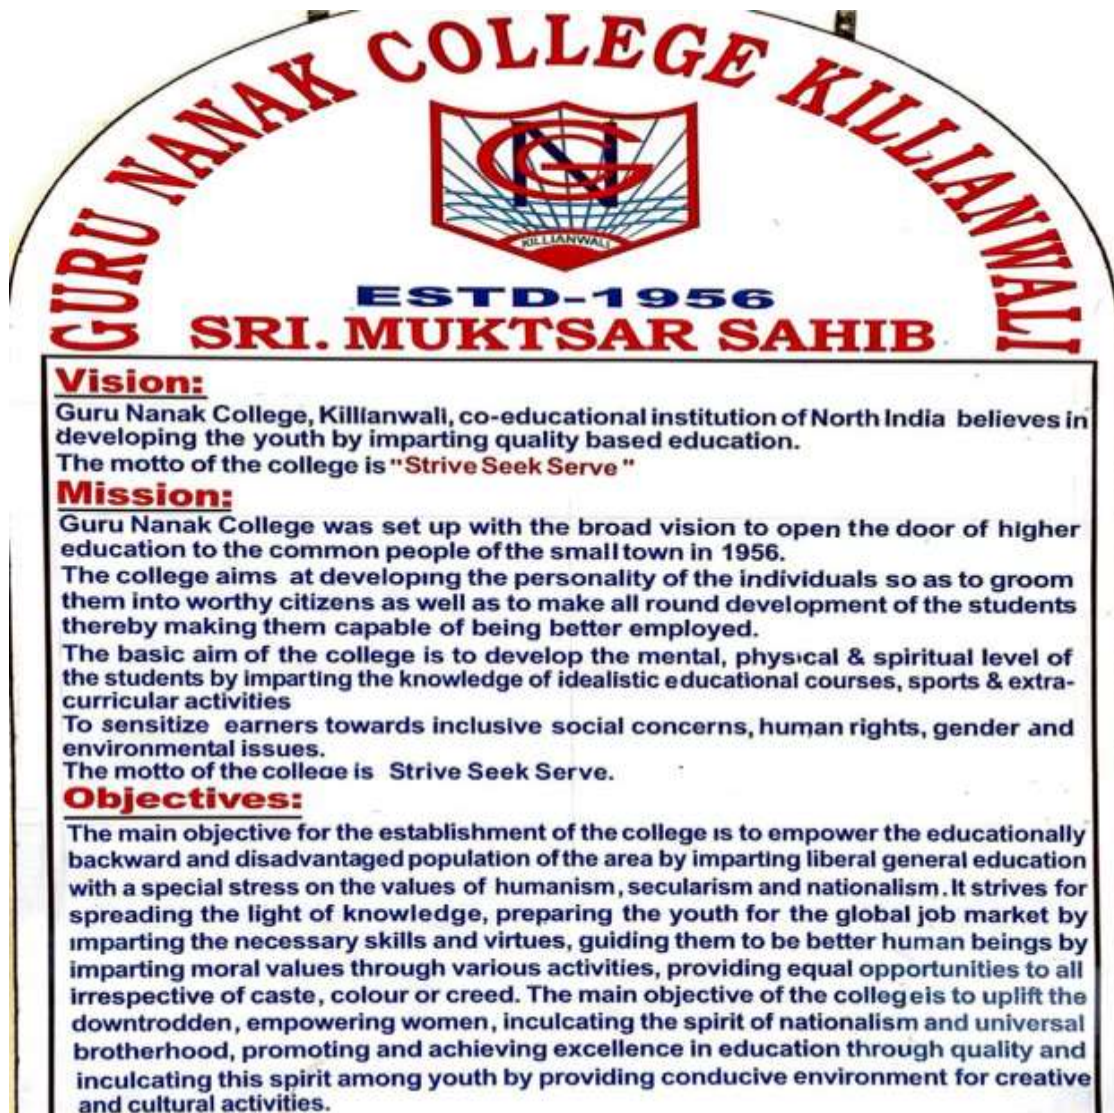 GURU NANAK COLLEGE KILLIANWALI
GNC
KILLIANWALI
ESTD-1956
SRI. MUKTSAR SAHIB
Vision:
Guru Nanak College, Killianwali, co-educational institution of North India believes in
developing the youth by imparting quality based education.
The motto of the college is "Strive Seek Serve"
Mission:
Guru Nanak College was set up with the broad vision to open the door of higher
education to the common people of the small town in 1956.
The college aims at developing the personality of the individuals so as to groom
them into worthy citizens as well as to make all round development of the students
thereby making them capable of being better employed.
The basic aim of the college is to develop the mental, physical & spiritual level of
the students by imparting the knowledge of idealistic educational courses, sports & extra-
curricular activities
To sensitize earners towards inclusive social concerns, human rights, gender and
environmental issues.
The motto of the college is Strive Seek Serve.
Objectives:
The main objective for the establishment of the college is to empower the educationally
backward and disadvantaged population of the area by imparting liberal general education
with a special stress on the values of humanism, secularism and nationalism. It strives for
spreading the light of knowledge, preparing the youth for the global job market by
imparting the necessary skills and virtues, guiding them to be better human beings by
imparting moral values through various activities, providing equal opportunities to all
irrespective of caste, colour or creed. The main objective of the collegeis to uplift the
downtrodden, empowering women, inculcating the spirit of nationalism and universal
brotherhood, promoting and achieving excellence in education through quality and
inculcating this spirit among youth by providing conducive environment for creative
and cultural activities.